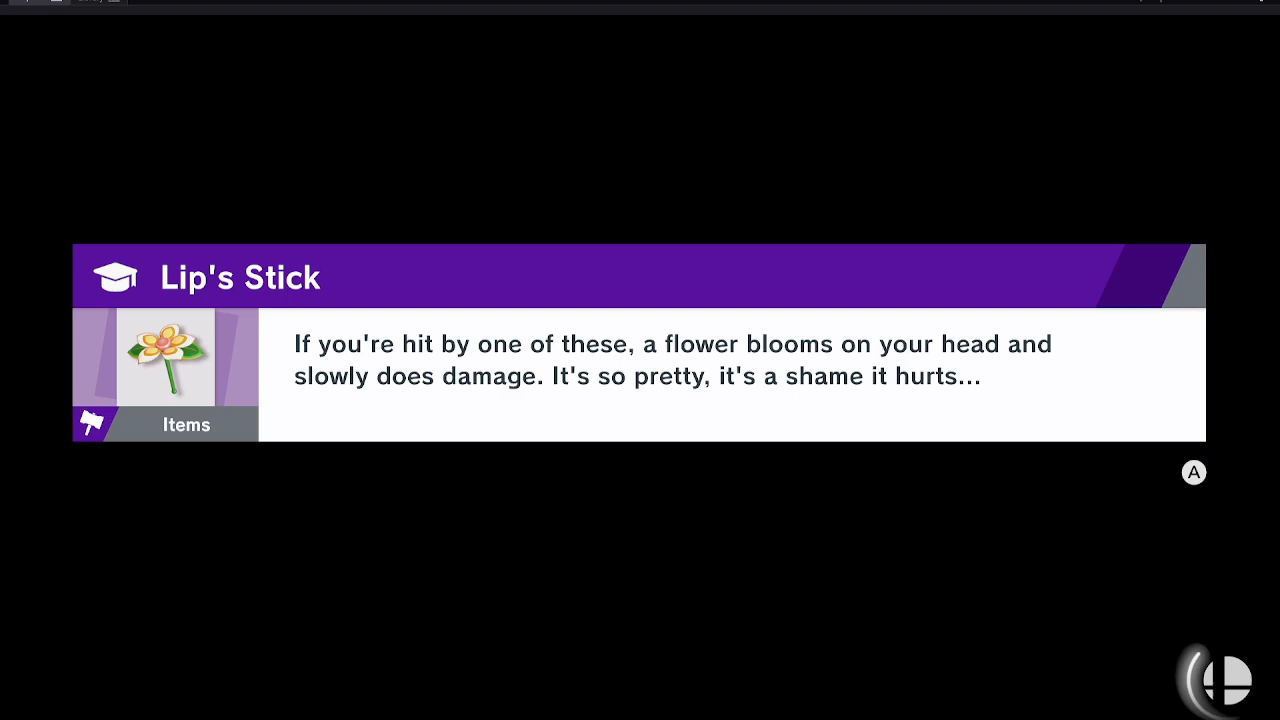 Lip's Stick
If you're hit by one of these, a flower blooms on your head and
slowly does damage. It's so pretty, it's a shame it hurts...
Items
A